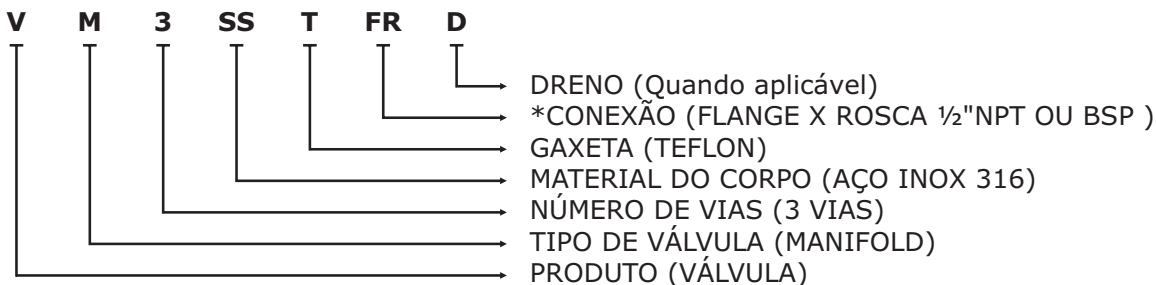 V M 3 SS T FR D
DRENO (Quando aplicável)
*CONEXÃO (FLANGE X ROSCA ½"NPT OU BSP )
GAXETA (TEFLON)
MATERIAL DO CORPO (AÇO INOX 316)
NÚMERO DE VIAS (3 VIAS)
TIPO DE VÁLVULA (MANIFOLD)
PRODUTO (VÁLVULA)